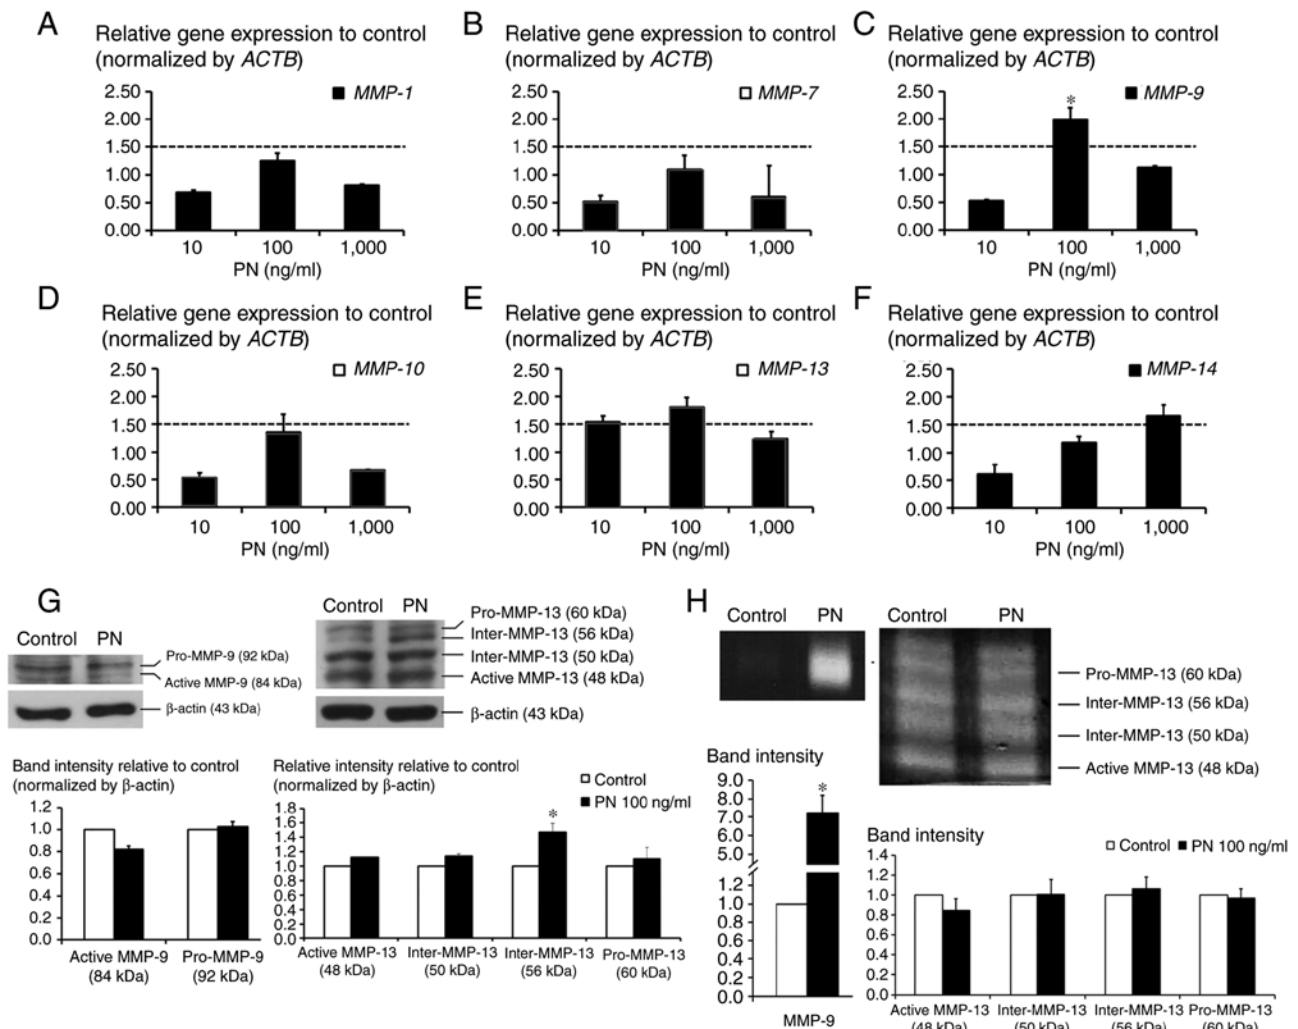 A
Relative gene expression to control
(normalized by ACTB)
2.50
2.00
1.50
1.00
0.50
0.00
MMP-1
10 100 1,000
PN (ng/ml)
B
Relative gene expression to control
(normalized by ACTB)
2.50
2.00
1.50
1.00
0.50
0.00
MMP-7
10 100 1,000
PN (ng/ml)
C
Relative gene expression to control
(normalized by ACTB)
2.50
2.00
1.50
1.00
0.50
0.00
*
MMP-9
10 100 1,000
PN (ng/ml)
D
Relative gene expression to control
(normalized by ACTB)
2.50
2.00
1.50
1.00
0.50
0.00
MMP-10
10 100 1,000
PN (ng/ml)
E
Relative gene expression to control
(normalized by ACTB)
2.50
2.00
1.50
1.00
0.50
0.00
MMP-13
10 100 1,000
PN (ng/ml)
F
Relative gene expression to control
(normalized by ACTB)
2.50
2.00
1.50
1.00
0.50
0.00
MMP-14
10 100 1,000
PN (ng/ml)
G
Control PN
Pro-MMP-9 (92 kDa)
Active MMP-9 (84 kDa)
β-actin (43 kDa)
Control PN
Pro-MMP-13 (60 kDa)
Inter-MMP-13 (56 kDa)
Inter-MMP-13 (50 kDa)
Active MMP-13 (48 kDa)
β-actin (43 kDa)
Band intensity relative to control
(normalized by β-actin)
1.2
1.0
0.8
0.6
0.4
0.2
0.0
Active MMP-9 Pro-MMP-9
(84 kDa) (92 kDa)
Relative intensity relative to control
(normalized by β-actin)
Control
PN 100 ng/ml
1.8
1.6
1.4
1.2
1.0
0.8
0.6
0.4
0.2
0.0
*
Active MMP-13 Inter-MMP-13 Inter-MMP-13 Pro-MMP-13
(48 kDa) (50 kDa) (56 kDa) (60 kDa)
H
Control PN
Control PN
Pro-MMP-13 (60 kDa)
Inter-MMP-13 (56 kDa)
Inter-MMP-13 (50 kDa)
Active MMP-13 (48 kDa)
Band intensity
9.0
8.0
7.0
6.0
5.0
1.2
1.0
0.8
0.6
0.4
0.2
0.0
*
MMP-9
Band intensity
Control PN 100 ng/ml
1.4
1.2
1.0
0.8
0.6
0.4
0.2
0.0
Active MMP-13 Inter-MMP-13 Inter-MMP-13 Pro-MMP-13
(48 kDa) (50 kDa) (56 kDa) (60 kDa)